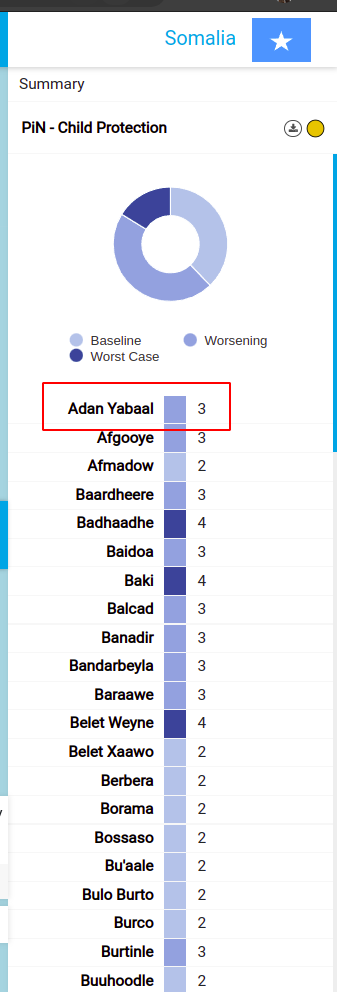 Somalia
Summary
PiN - Child Protection
Baseline
Worsening
Worst Case
Adan Yabaal 3
Afgooye 3
Afmadow 2
Baardheere 3
Badhaadhe 4
Baidoa 3
Baki 4
Balcad 3
Banadir 3
Bandarbeyla 3
Baraawe 3
Belet Weyne 4
Belet Xaawo 2
Berbera 2
Borama 2
Bossaso 2
Bu'aale 2
Bulo Burto 2
Burco 2
Burtinle 3
Buuhoodle 2